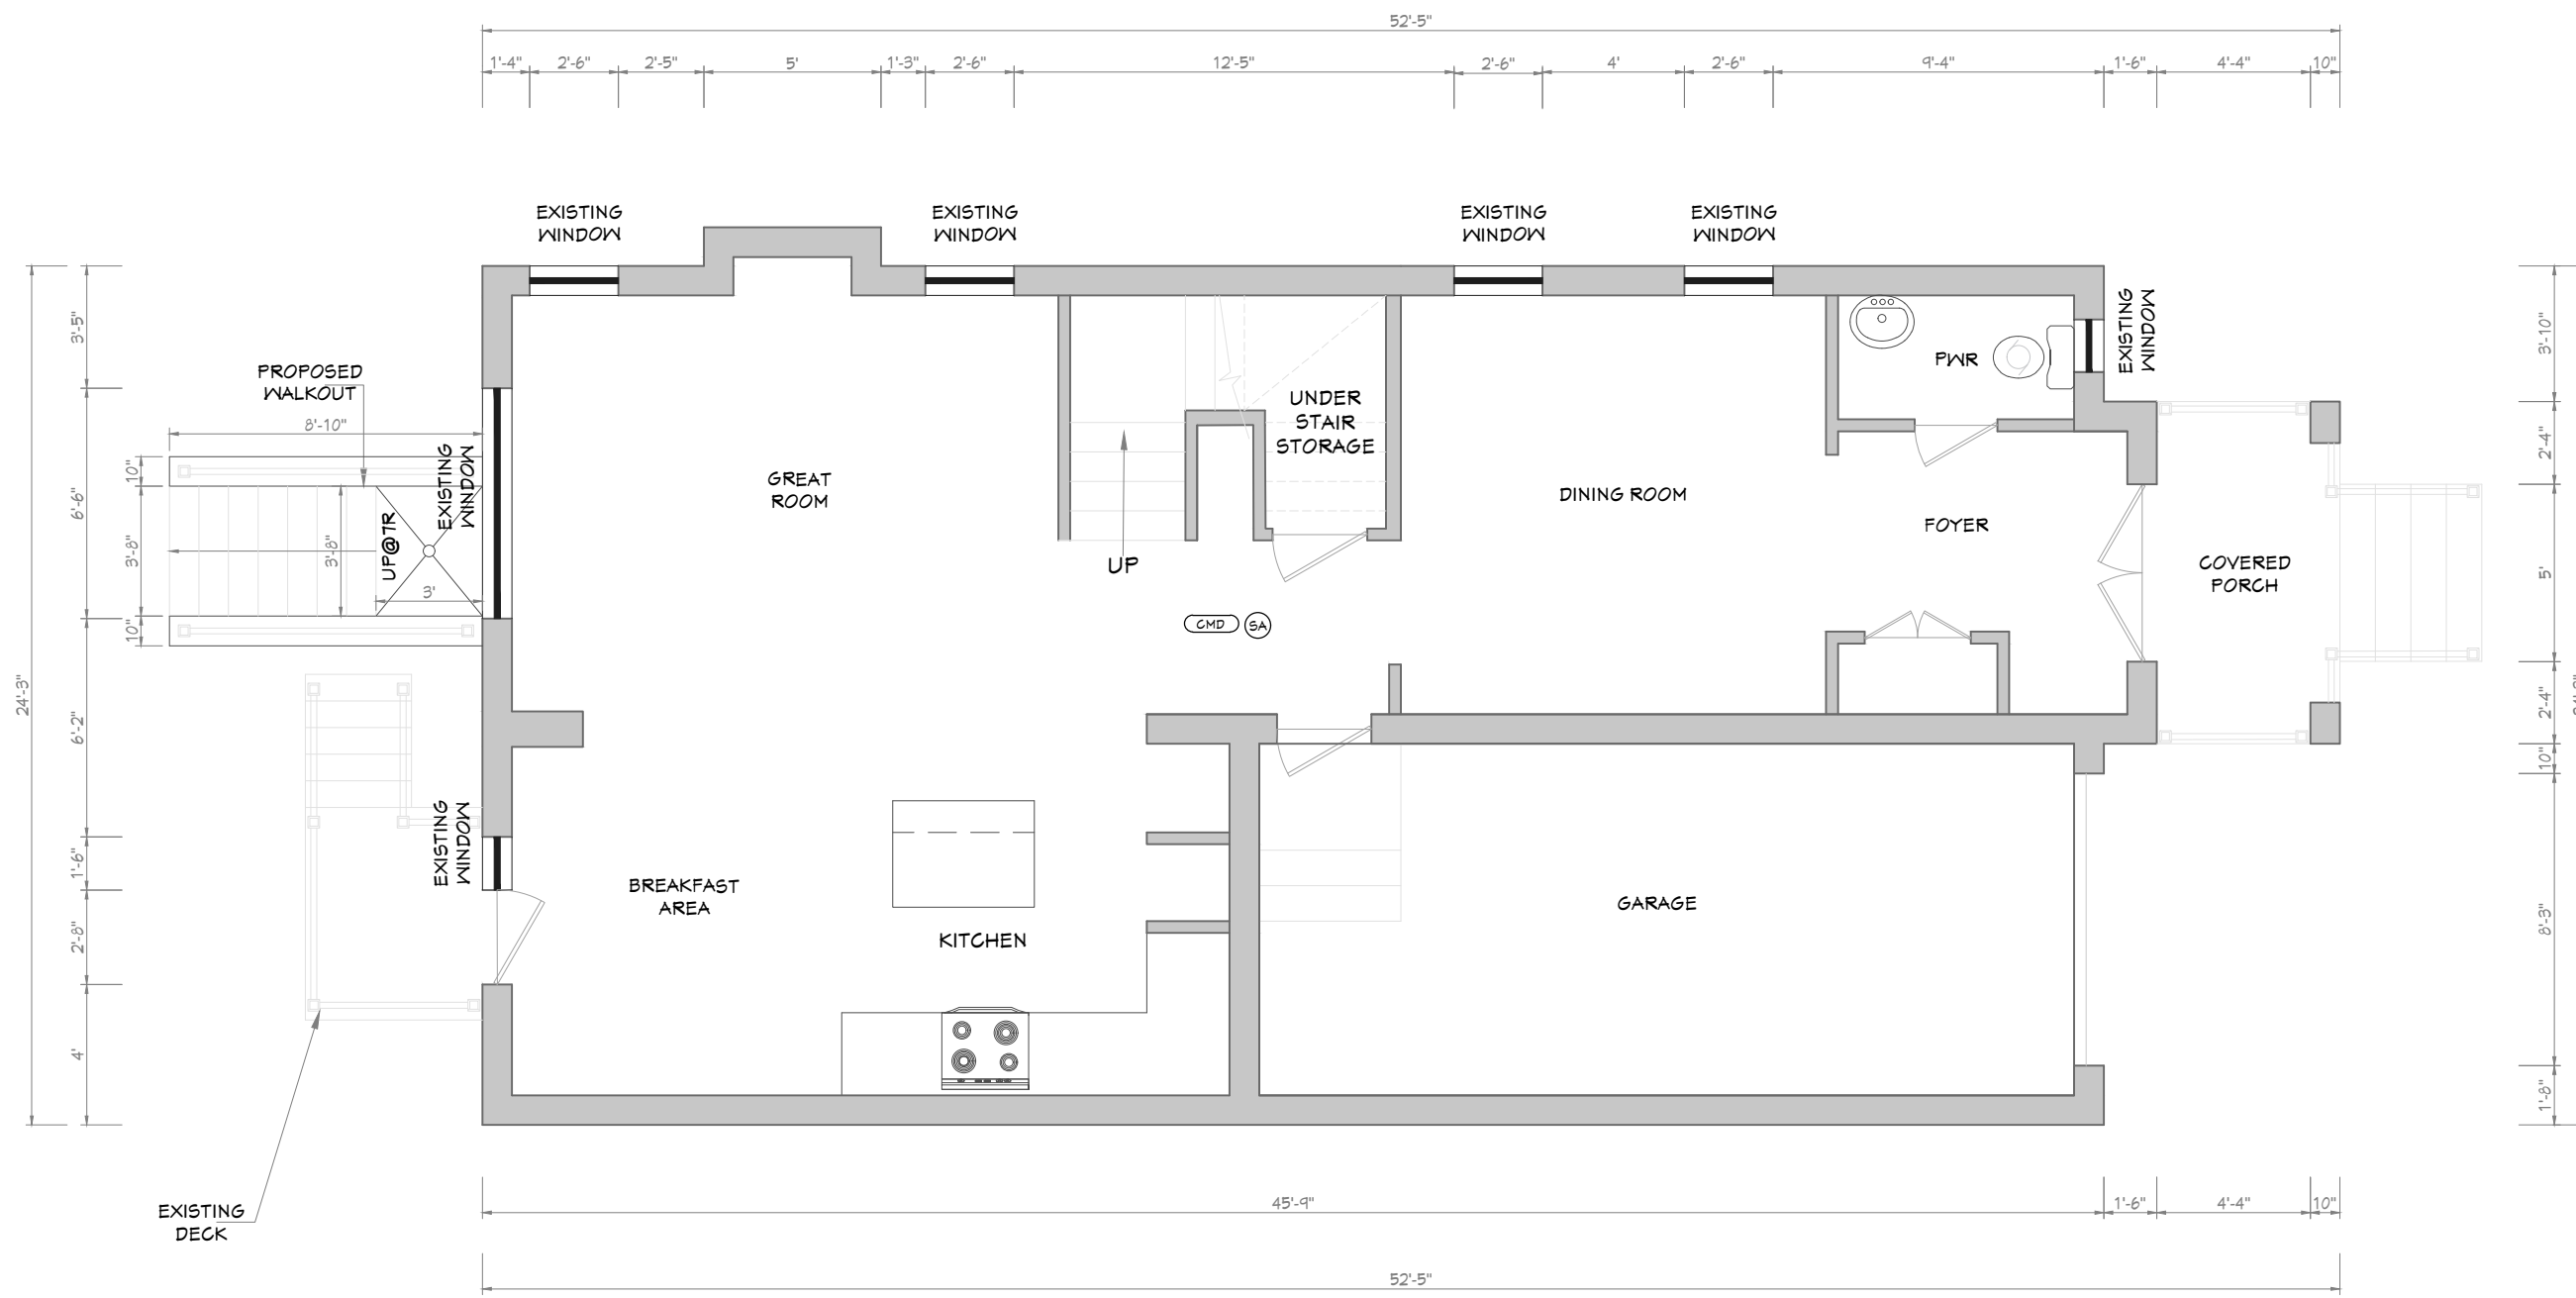 52'-5"
1'-4" 2'-6" 2'-5" 5' 1'-3" 2'-6" 12'-5" 2'-6" 4' 2'-6" 9'-4" 1'-6" 4'-4" 10"
EXISTING
WINDOW
EXISTING
WINDOW
EXISTING
WINDOW
EXISTING
WINDOW
EXISTING
WINDOW
PROPOSED
WALKOUT
8'-10"
EXISTING
WINDOW
UP@7R
3'-8"
3'
10"
3'-8"
10"
24'-3"
3'-5"
6'-6"
6'-2"
1'-6"
2'-8"
4'
GREAT
ROOM
UP
UNDER
STAIR
STORAGE
CMD SA
DINING ROOM
PWR
FOYER
COVERED
PORCH
3'-10"
2'-4"
5'
2'-4"
10"
8'-3"
1'-8"
EXISTING
WINDOW
BREAKFAST
AREA
KITCHEN
GARAGE
EXISTING
DECK
45'-9" 1'-6" 4'-4" 10"
52'-5"